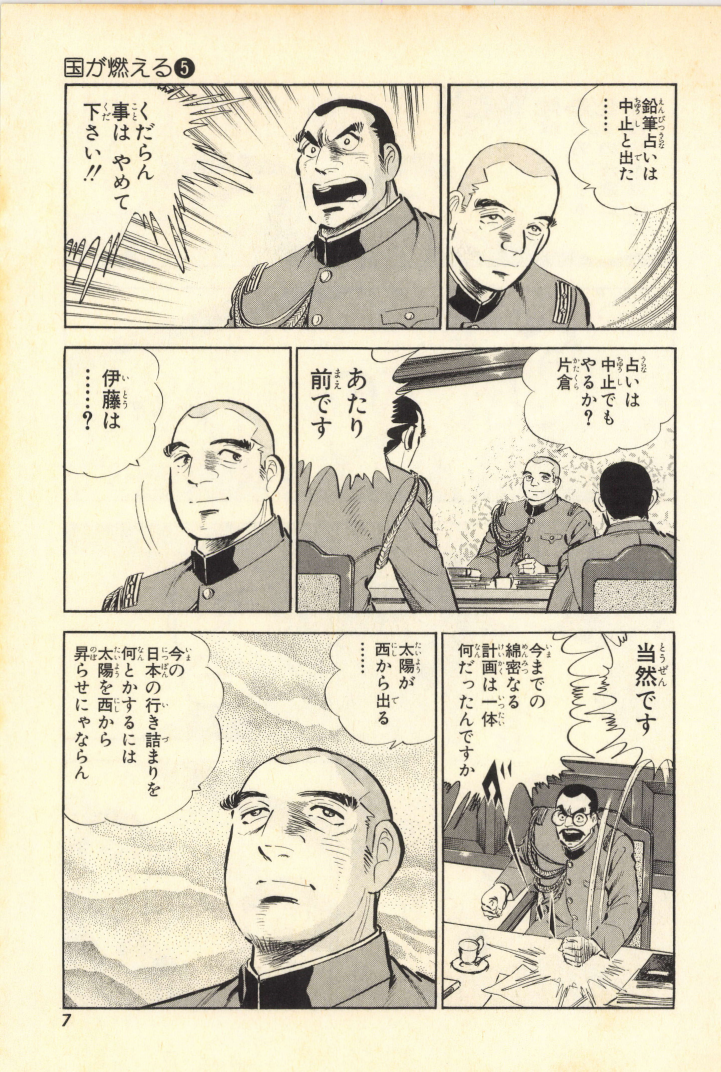 国が燃える❺
鉛筆占いは
中止と出た
……
くだらん
事は やめて
下さい!!
占いは
中止でも
やるか?
片倉
あたり
前です
伊藤は
……?
当然です
今までの
綿密なる
計画は一体
何だったんですか
バン
太陽が
西から出る
……
今の
日本の行き詰まりを
何とかするには
太陽を西から
昇らせにゃならん
7